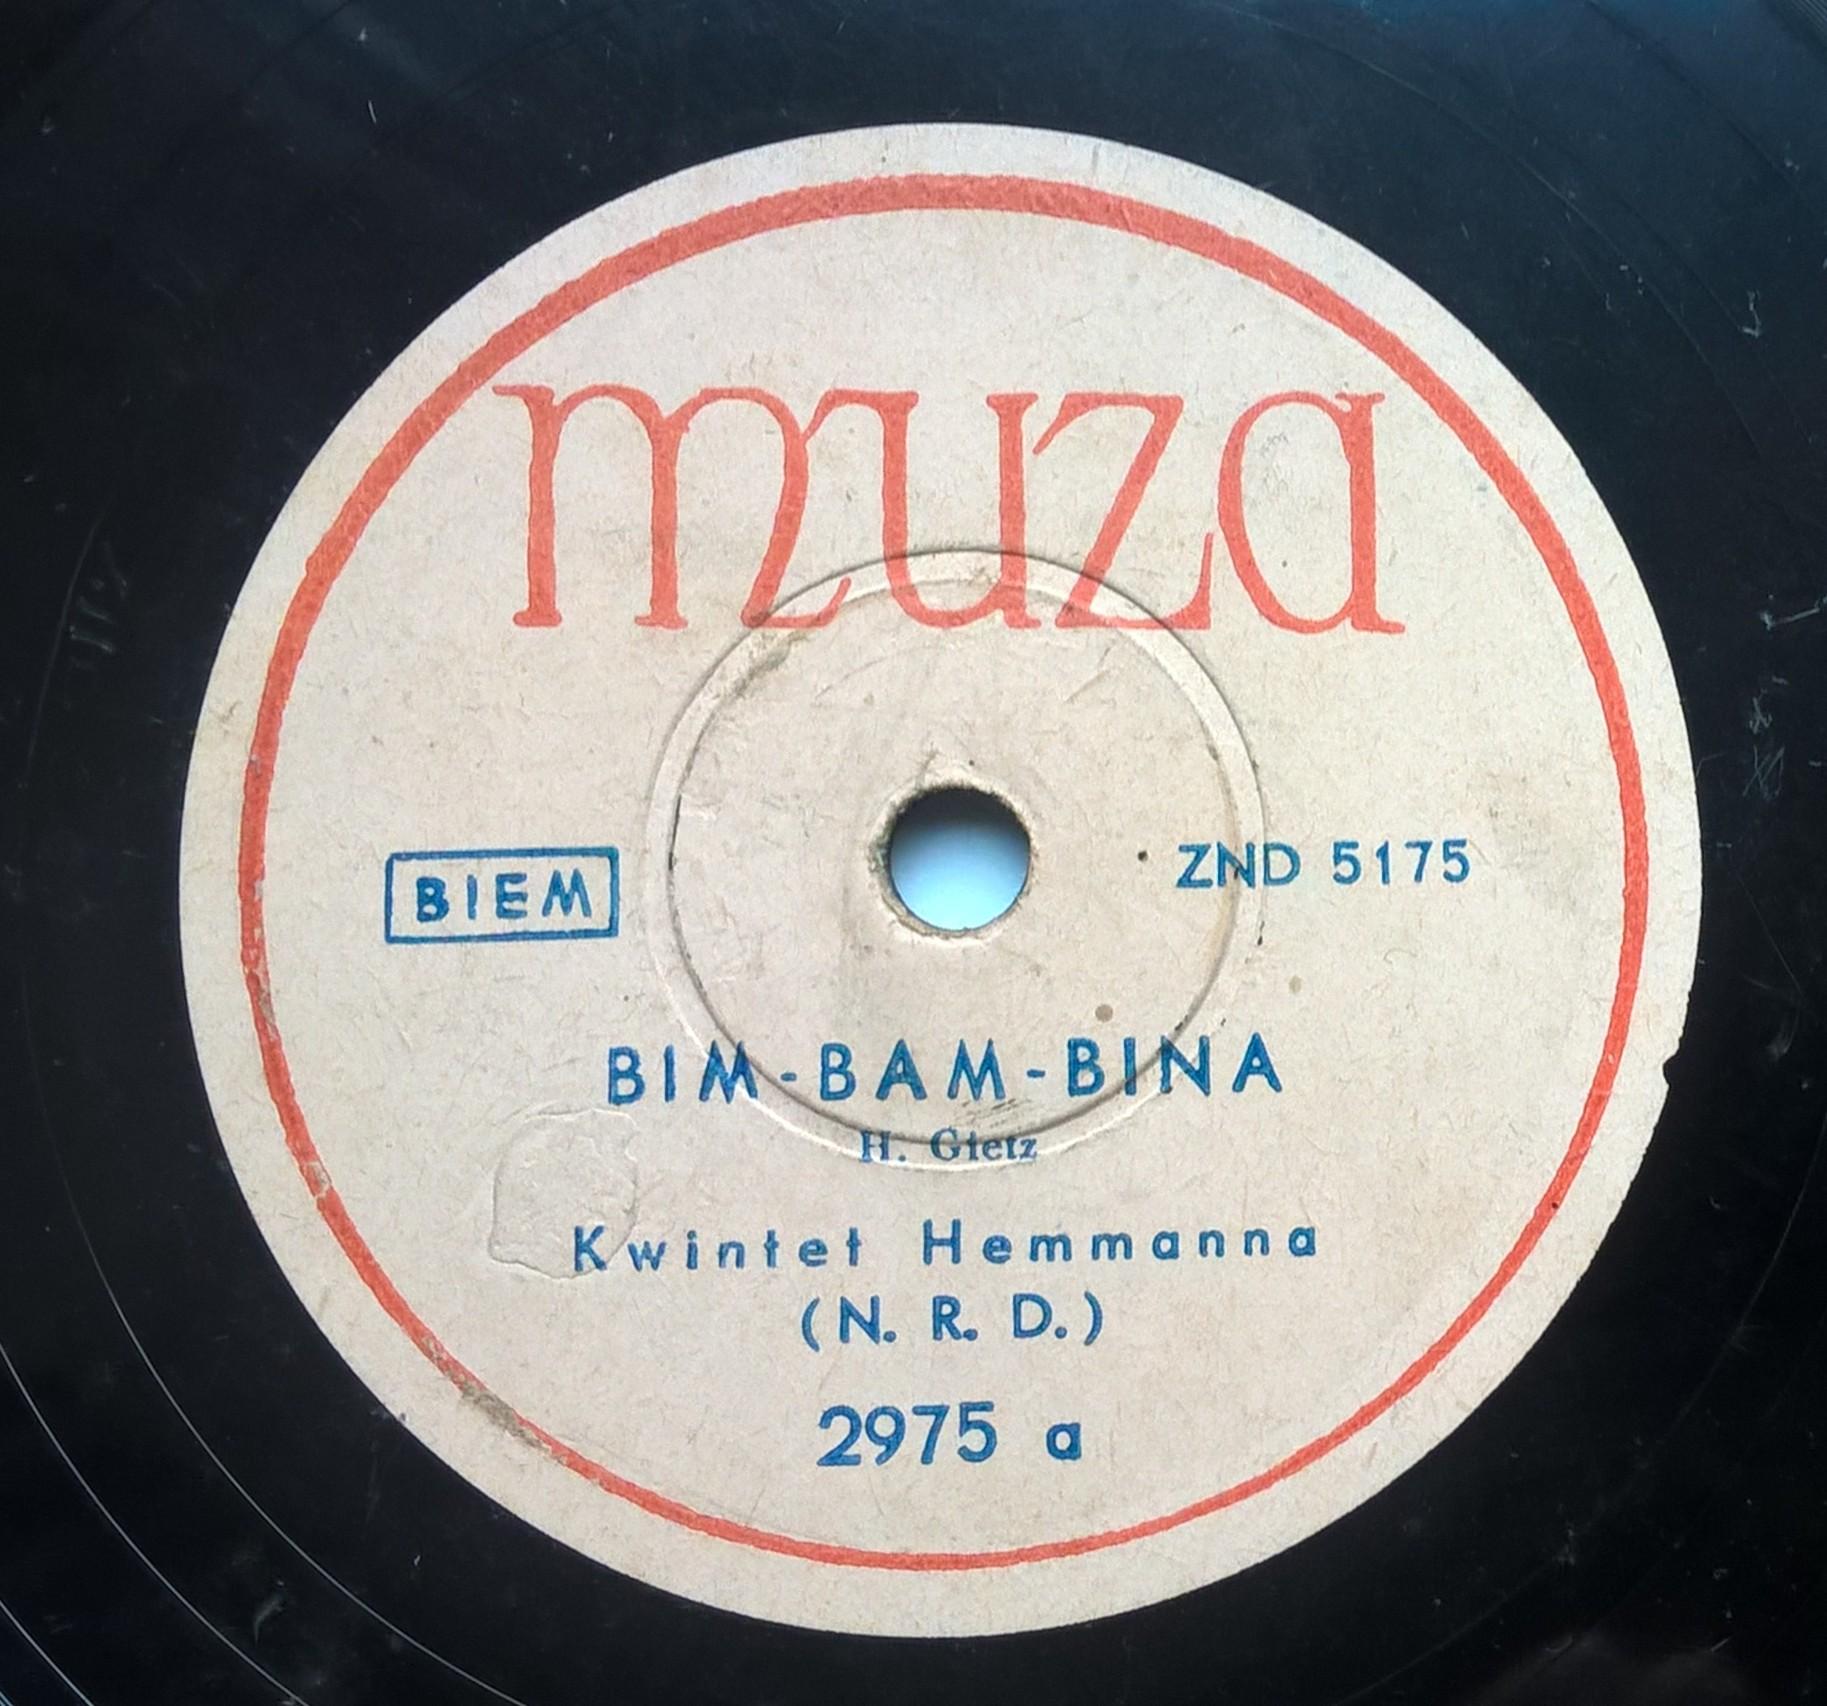 muza
BIEM
ZND 5175
BIM-BAM-BINA
H. Gietz
Kwintet Hemmanna
(N. R. D.)
2975 a